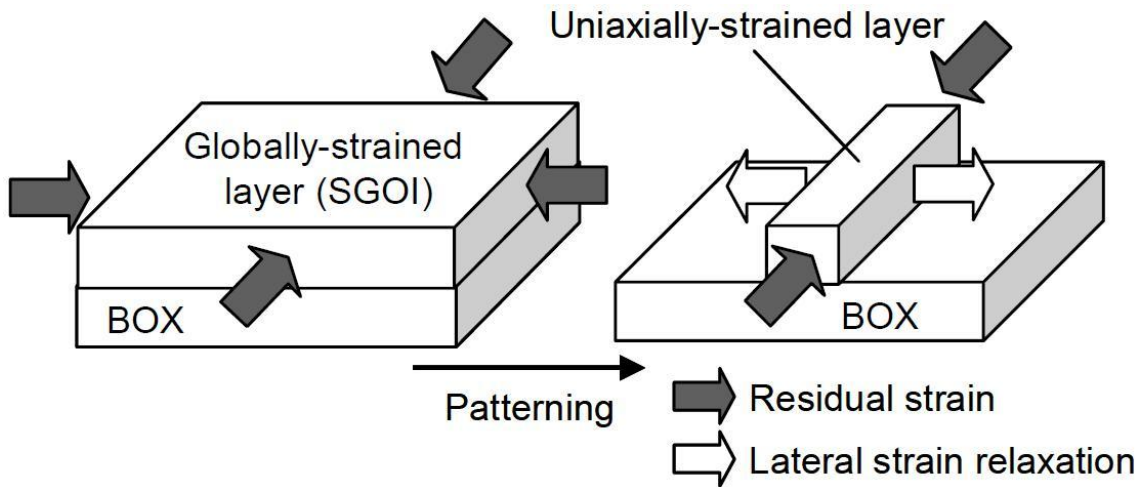 Uniaxially-strained layer
Globally-strained
layer (SGOI)
BOX
BOX
Patterning
Residual strain
Lateral strain relaxation